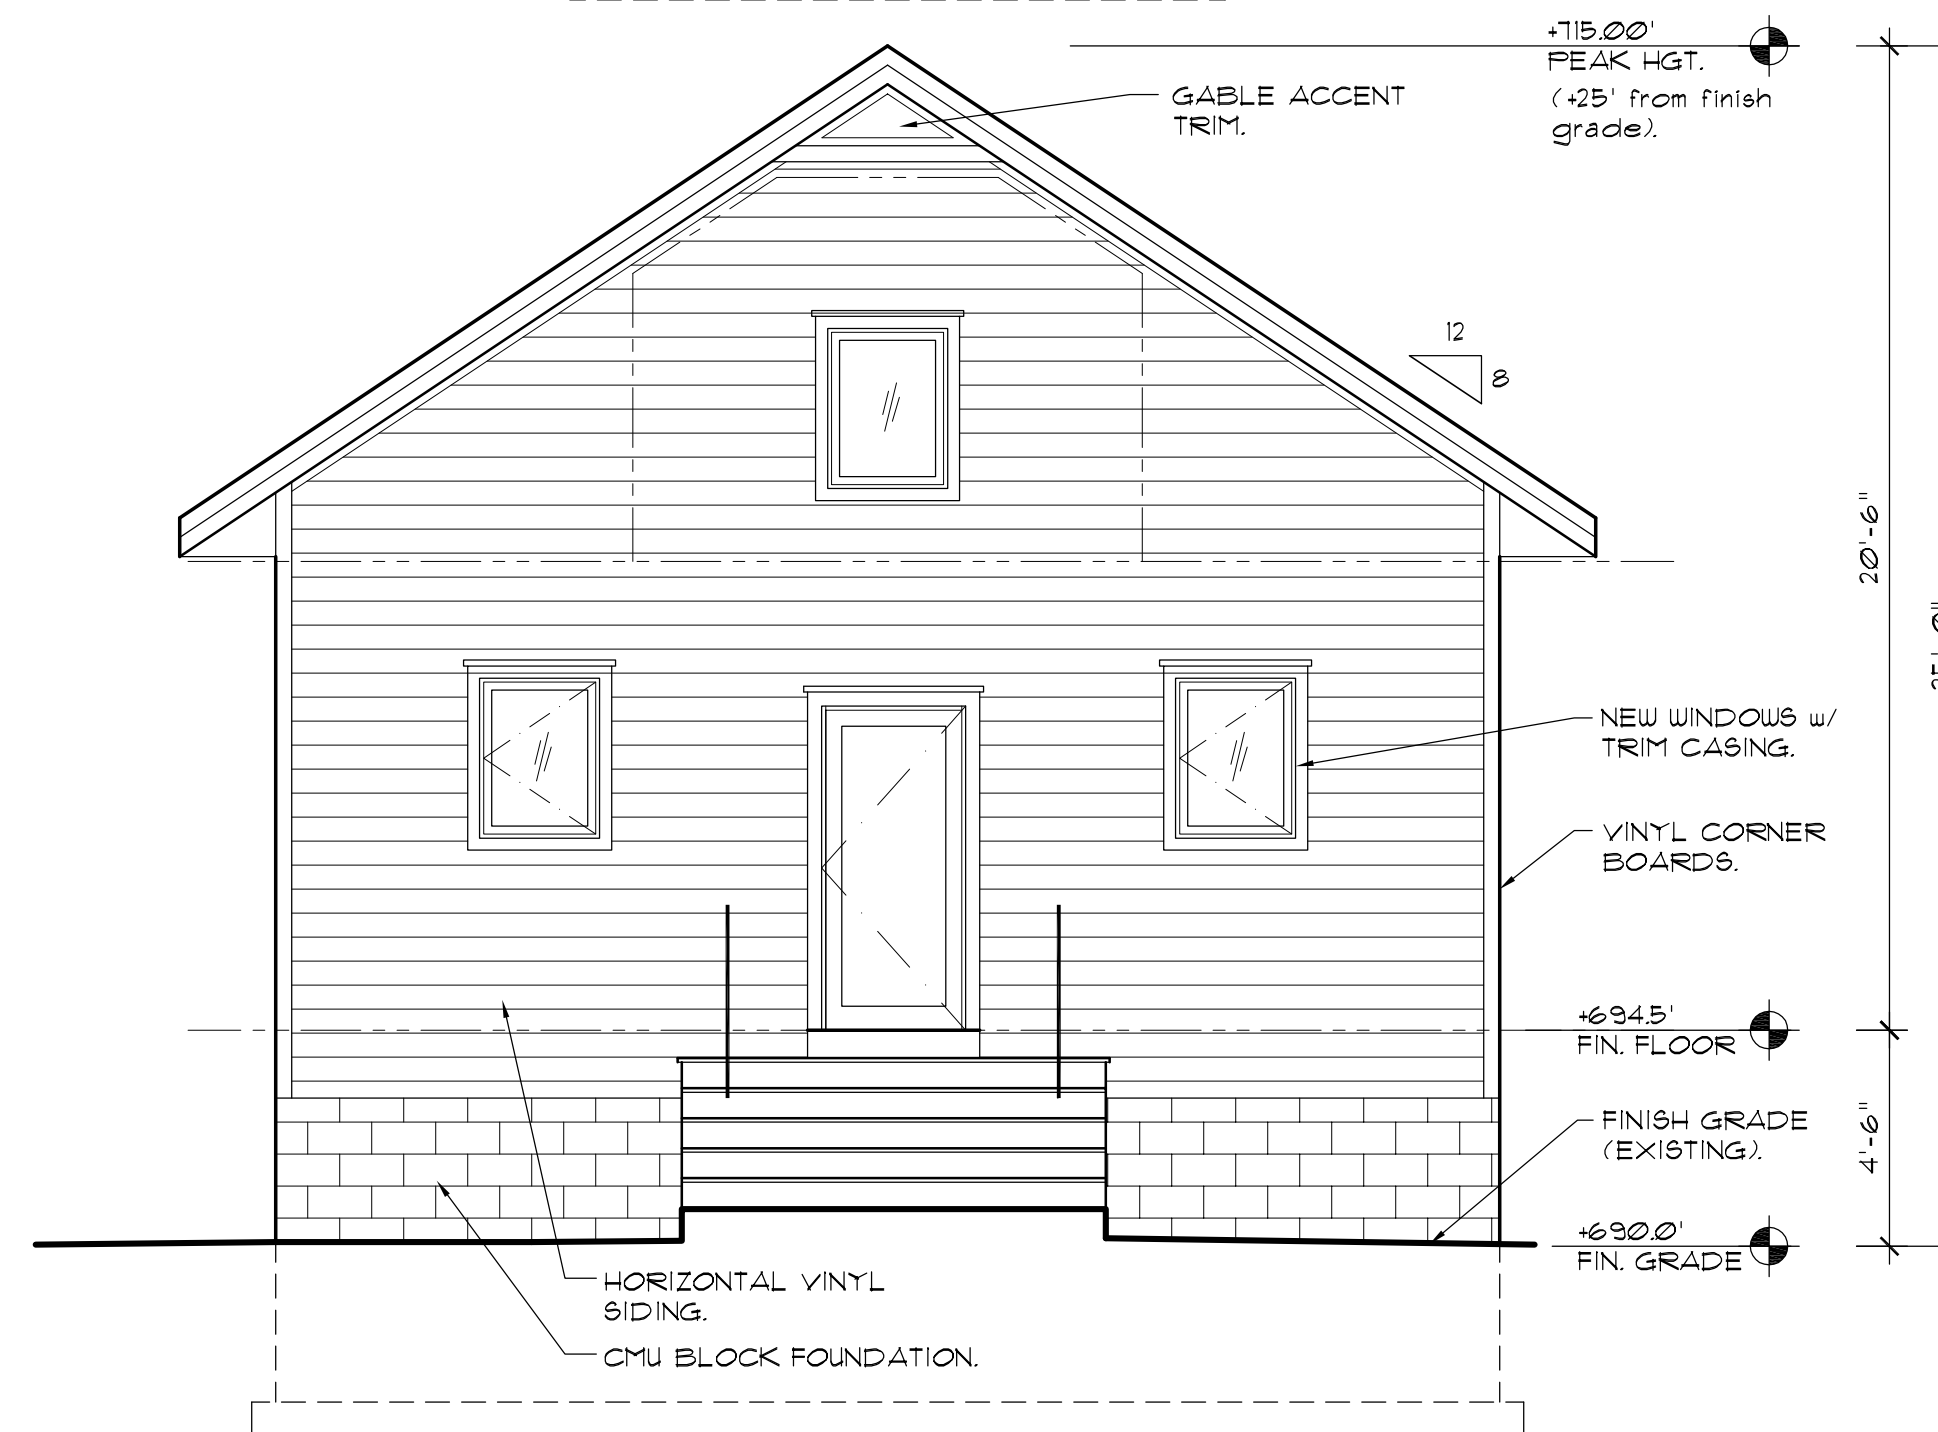 +715.00'
PEAK HGT.
(+25' from finish
grade).
GABLE ACCENT
TRIM.
12
8
20'-6"
NEW WINDOWS w/
TRIM CASING.
VINYL CORNER
BOARDS.
+694.5'
FIN. FLOOR
FINISH GRADE
(EXISTING).
4'-6"
+690.0'
FIN. GRADE
HORIZONTAL VINYL
SIDING.
CMU BLOCK FOUNDATION.